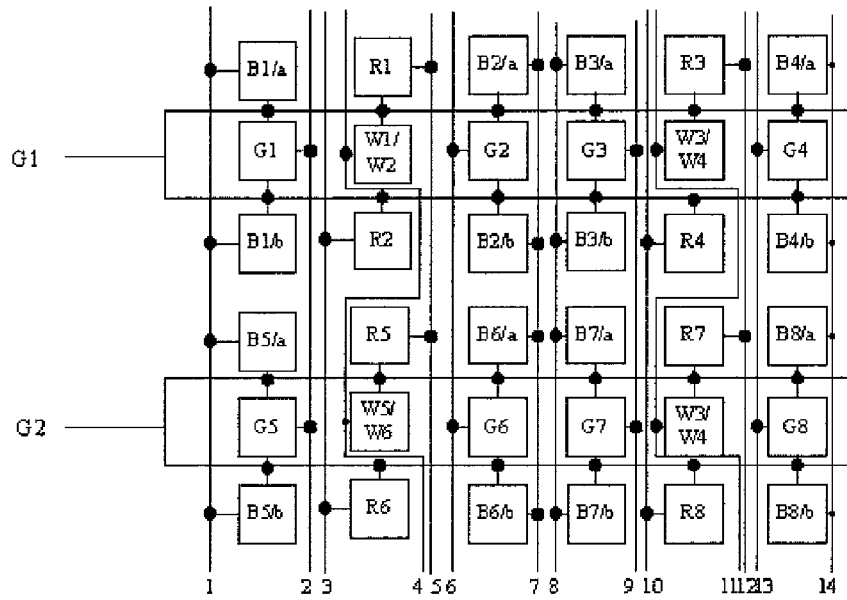 B1/a R1 B2/a B3/a R3 B4/a
G1 G1 W1/ W2 G2 G3 W3/ W4 G4
B1/b R2 B2/b B3/b R4 B4/b
B5/a R5 B6/a B7/a R7 B8/a
G2 G5 W5/ W6 G6 G7 W3/ W4 G8
B5/b R6 B6/b B7/b R8 B8/b
1 2 3 4 5 6 7 8 9 10 11 12 13 14